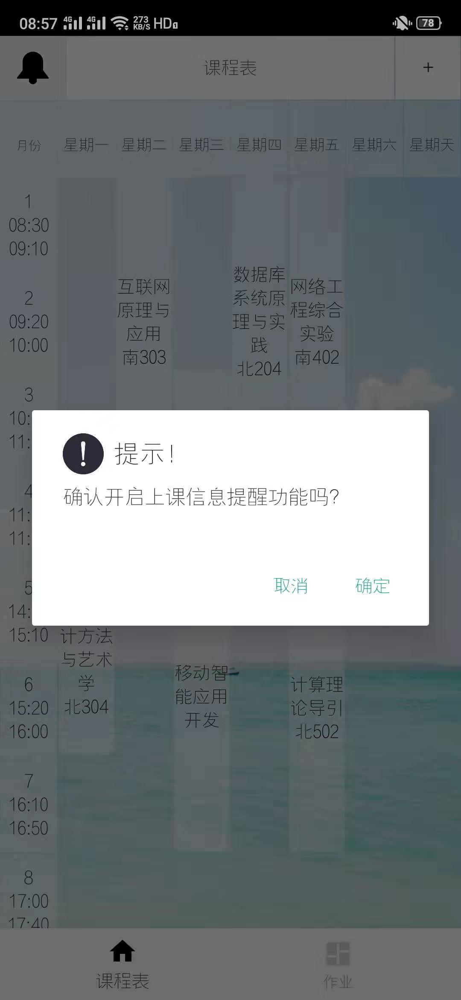 08:57 4G 4G 273 KB/S HD1 78
课程表 +
月份 星期一 星期二 星期三 星期四 星期五 星期六 星期天
1
08:30
09:10
2
09:20
10:00
3
10:
11:
4
11:
11:
5
14:
15:10
6
15:20
16:00
7
16:10
16:50
8
17:00
17:40
计方法
与艺术
学
北304
互联网
原理与
应用
南303
移动智
能应用
开发
数据库
系统原
理与实
践
北204
网络工
程综合
实验
南402
计算理
论导引
北502
提示!
确认开启上课信息提醒功能吗?
取消 确定
课程表 作业